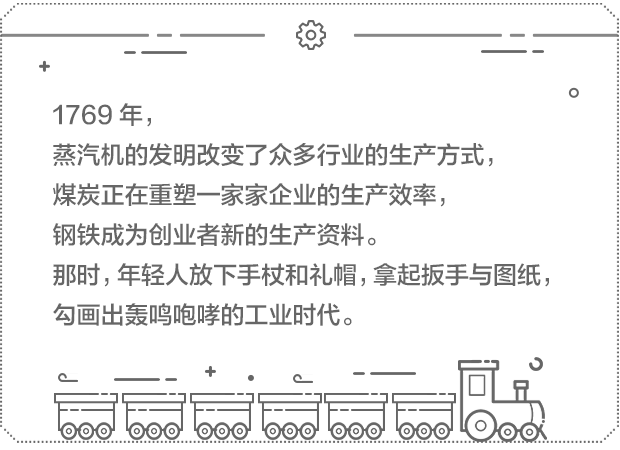 1769 年，
蒸汽机的发明改变了众多行业的生产方式，
煤炭正在重塑一家家企业的生产效率，
钢铁成为创业者新的生产资料。
那时，年轻人放下手杖和礼帽，拿起扳手与图纸，
勾画出轰鸣咆哮的工业时代。